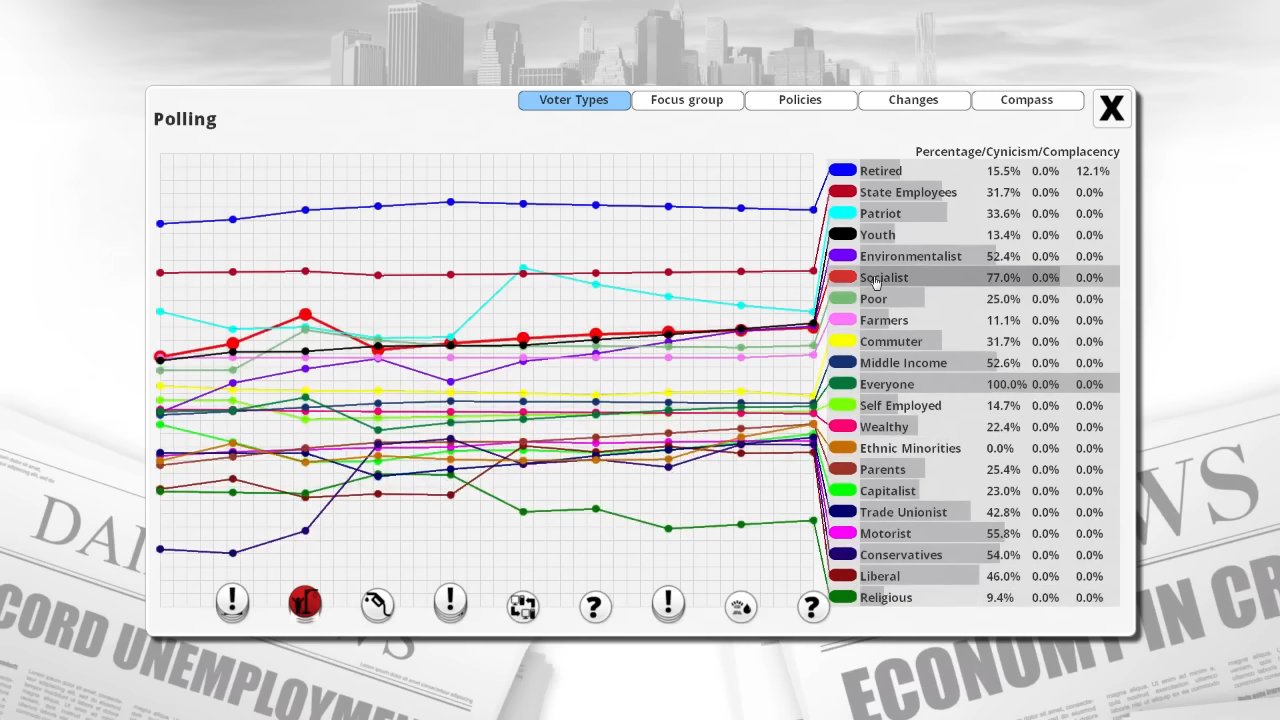 Voter Types Focus group Policies Changes Compass
X
Polling
Percentage/Cynicism/Complacency
Retired 15.5% 0.0% 12.1%
State Employees 31.7% 0.0% 0.0%
Patriot 33.6% 0.0% 0.0%
Youth 13.4% 0.0% 0.0%
Environmentalist 52.4% 0.0% 0.0%
Socialist 77.0% 0.0% 0.0%
Poor 25.0% 0.0% 0.0%
Farmers 11.1% 0.0% 0.0%
Commuter 31.7% 0.0% 0.0%
Middle Income 52.6% 0.0% 0.0%
Everyone 100.0% 0.0% 0.0%
Self Employed 14.7% 0.0% 0.0%
Wealthy 22.4% 0.0% 0.0%
Ethnic Minorities 0.0% 0.0% 0.0%
Parents 25.4% 0.0% 0.0%
Capitalist 23.0% 0.0% 0.0%
Trade Unionist 42.8% 0.0% 0.0%
Motorist 55.8% 0.0% 0.0%
Conservatives 54.0% 0.0% 0.0%
Liberal 46.0% 0.0% 0.0%
Religious 9.4% 0.0% 0.0%
! ! ? ! ?
DAI
WS
CORD UNEMPLOYME
ECONOMY IN CR